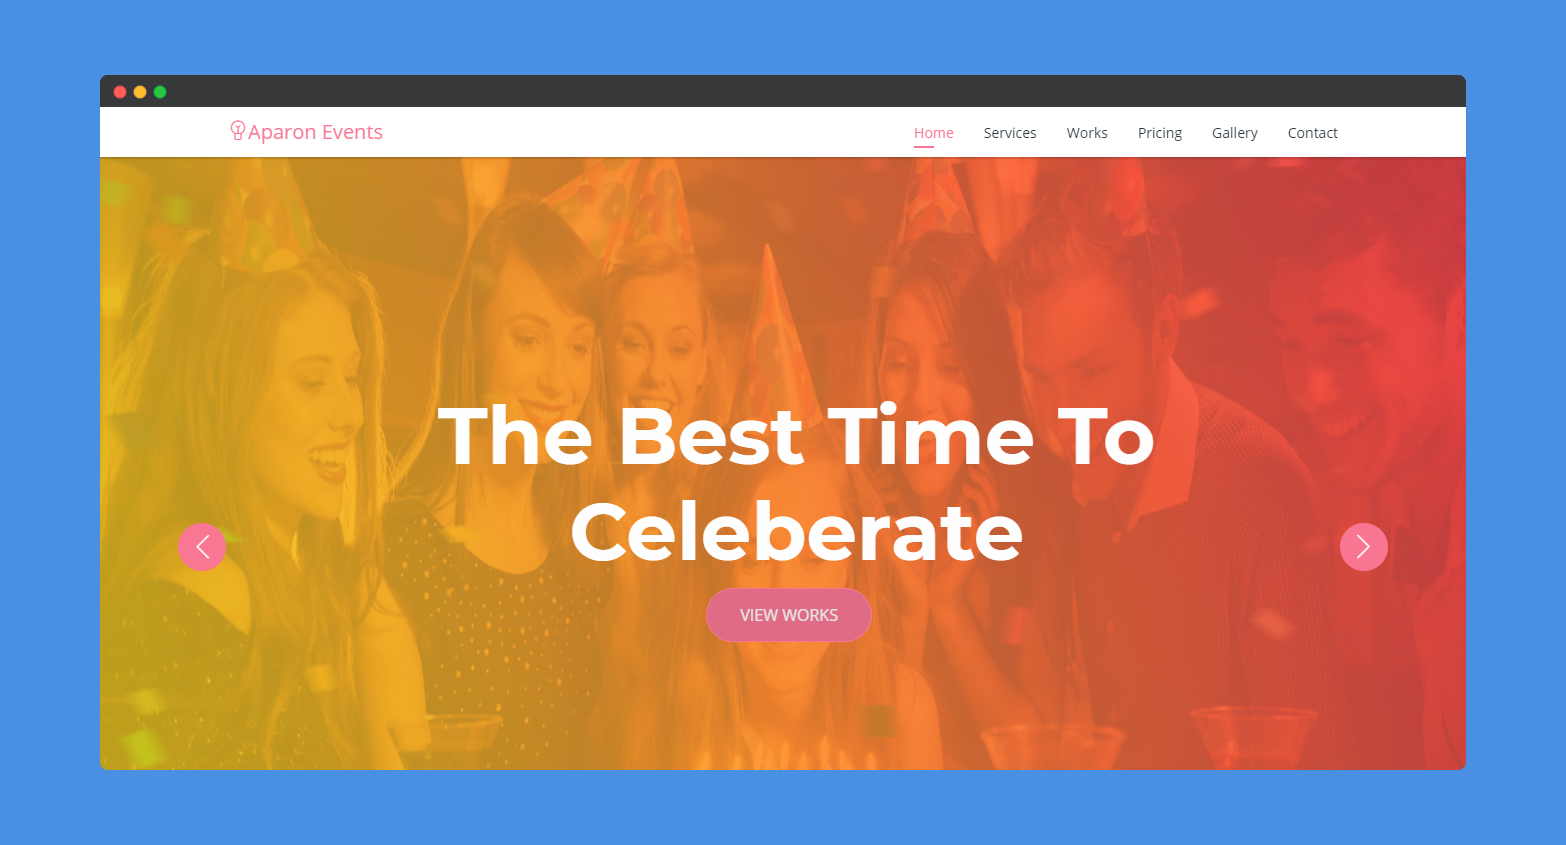 Aparon Events
Home Services Works Pricing Gallery Contact
The Best Time To
Celeberate
VIEW WORKS